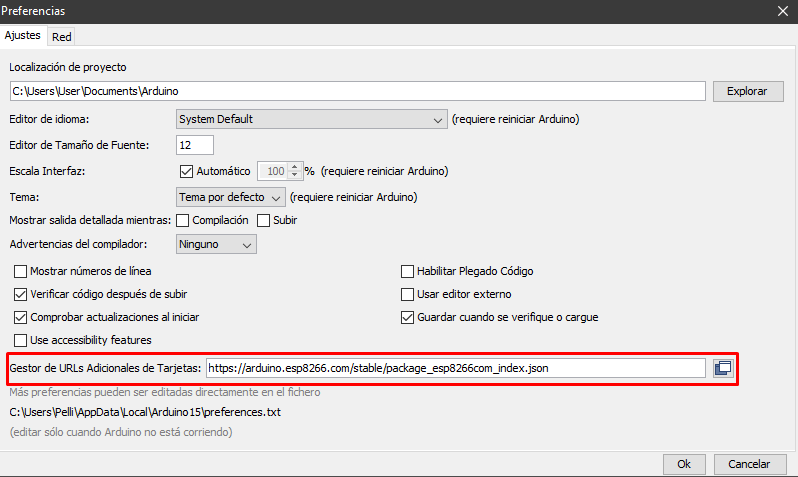 Preferencias
Ajustes Red
Localización de proyecto
C:\Users\User\Documents\Arduino Explorar
Editor de idioma: System Default (requiere reiniciar Arduino)
Editor de Tamaño de Fuente: 12
Escala Interfaz: Automático 100 % (requiere reiniciar Arduino)
Tema: Tema por defecto (requiere reiniciar Arduino)
Mostrar salida detallada mientras: Compilación Subir
Advertencias del compilador: Ninguno
Mostrar números de línea Habilitar Plegado Código
Verificar código después de subir Usar editor externo
Comprobar actualizaciones al iniciar Guardar cuando se verifique o cargue
Use accessibility features
Gestor de URLs Adicionales de Tarjetas: https://arduino.esp8266.com/stable/package_esp8266com_index.json
Más preferencias pueden ser editadas directamente en el fichero
C:\Users\Pelli\AppData\Local\Arduino15\preferences.txt
(editar sólo cuando Arduino no está corriendo)
Ok Cancelar